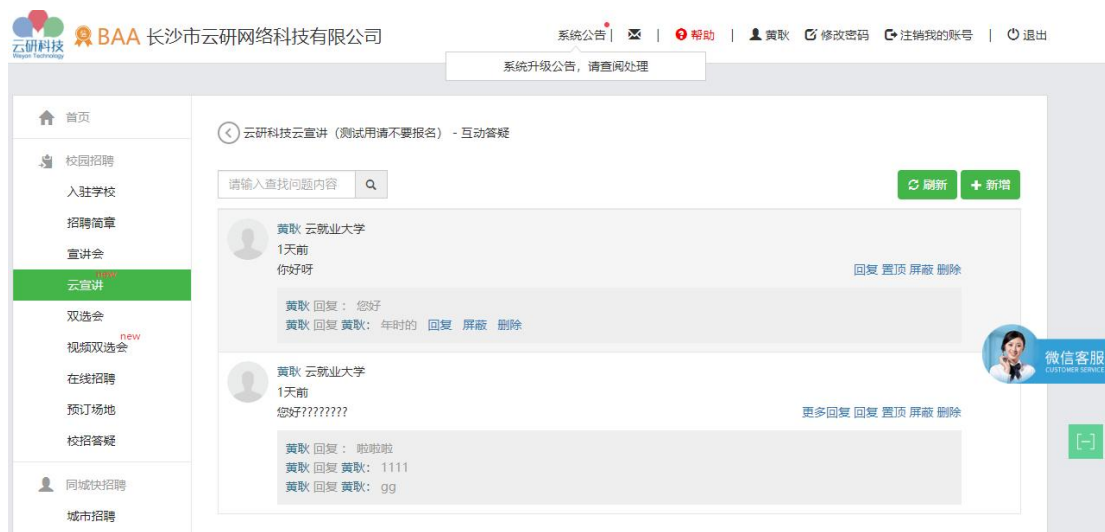 云研科技
Weyon Technology
BAA 长沙市云研网络科技有限公司
系统公告 | | 帮助 | 黄耿 修改密码 注销我的账号 | 退出
系统升级公告，请查阅处理
首页
校园招聘
入驻学校
招聘简章
宣讲会
new
云宣讲
双选会
new
视频双选会
在线招聘
预订场地
校招答疑
同城快招聘
城市招聘
云研科技云宣讲（测试用请不要报名） - 互动答疑
请输入查找问题内容
刷新
新增
黄耿 云就业大学
1天前
你好呀
回复 置顶 屏蔽 删除
黄耿 回复： 您好
黄耿 回复 黄耿： 年时的 回复 屏蔽 删除
黄耿 云就业大学
1天前
您好????????
更多回复 回复 置顶 屏蔽 删除
黄耿 回复： 啦啦啦
黄耿 回复 黄耿： 1111
黄耿 回复 黄耿： gg
微信客服
CUSTOMER SERVICE
[-]